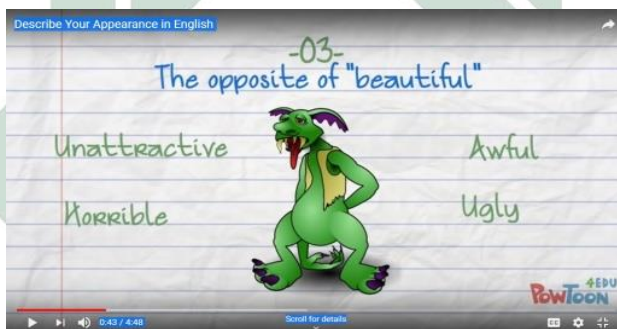 Describe Your Appearance in English
-03-
The opposite of "beautiful"
Unattractive
Awful
Horrible
Ugly
4EDU
POWTOON
0:43 / 4:48
Scroll for details
CC